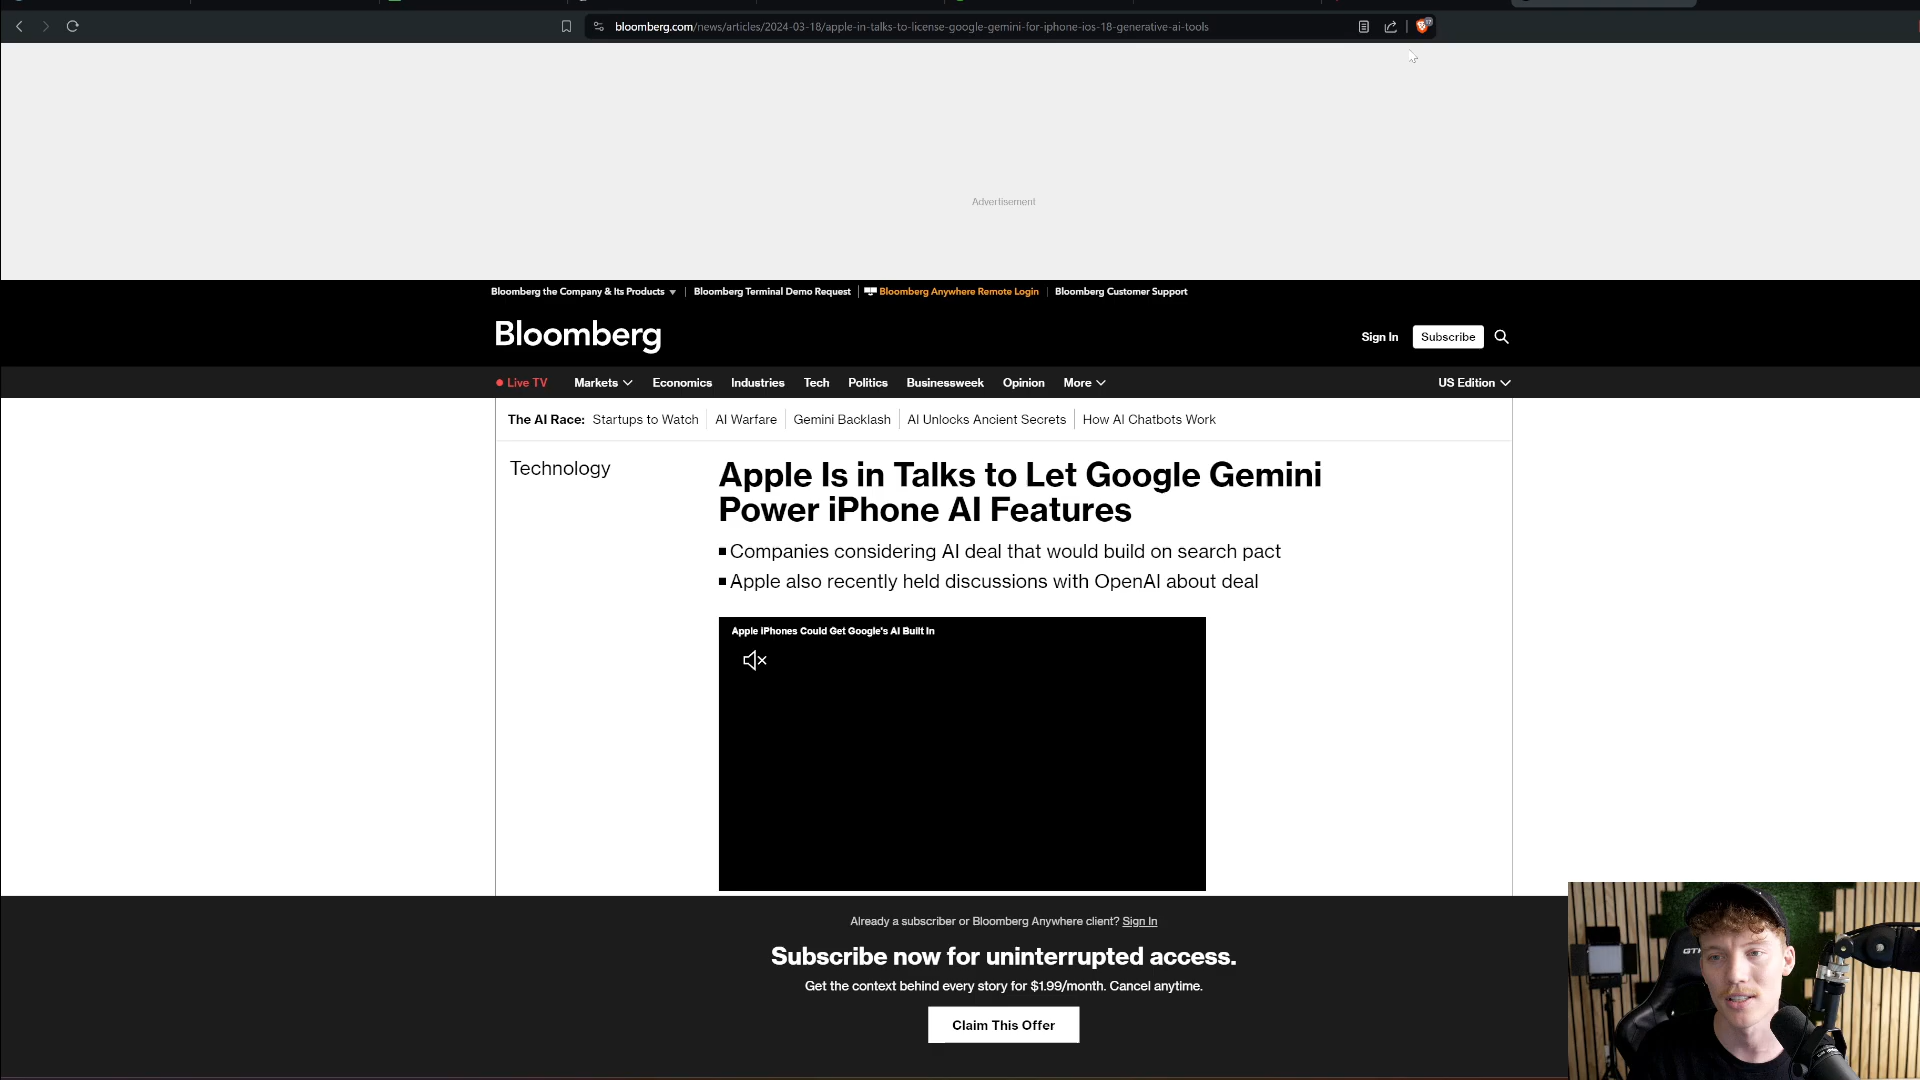 bloomberg.com/news/articles/2024-03-18/apple-in-talks-to-license-google-gemini-for-iphone-ios-18-generative-ai-tools
Advertisement
Bloomberg the Company & Its Products
Bloomberg Terminal Demo Request
Bloomberg Anywhere Remote Login
Bloomberg Customer Support
Bloomberg
Sign In
Subscribe
Live TV
Markets
Economics
Industries
Tech
Politics
Businessweek
Opinion
More
US Edition
The AI Race:
Startups to Watch
AI Warfare
Gemini Backlash
AI Unlocks Ancient Secrets
How AI Chatbots Work
Technology
Apple Is in Talks to Let Google Gemini
Power iPhone AI Features
Companies considering AI deal that would build on search pact
Apple also recently held discussions with OpenAI about deal
Apple iPhones Could Get Google's AI Built In
Already a subscriber or Bloomberg Anywhere client? Sign In
Subscribe now for uninterrupted access.
Get the context behind every story for $1.99/month. Cancel anytime.
Claim This Offer